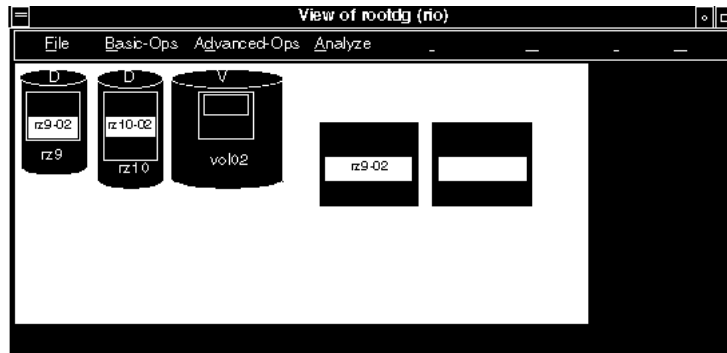 View of rootdg (rio)
File Basic-Ops Advanced-Ops Analyze
D D V
rz9-02 rz10-02
rz9 rz10 vol02
rz9-02